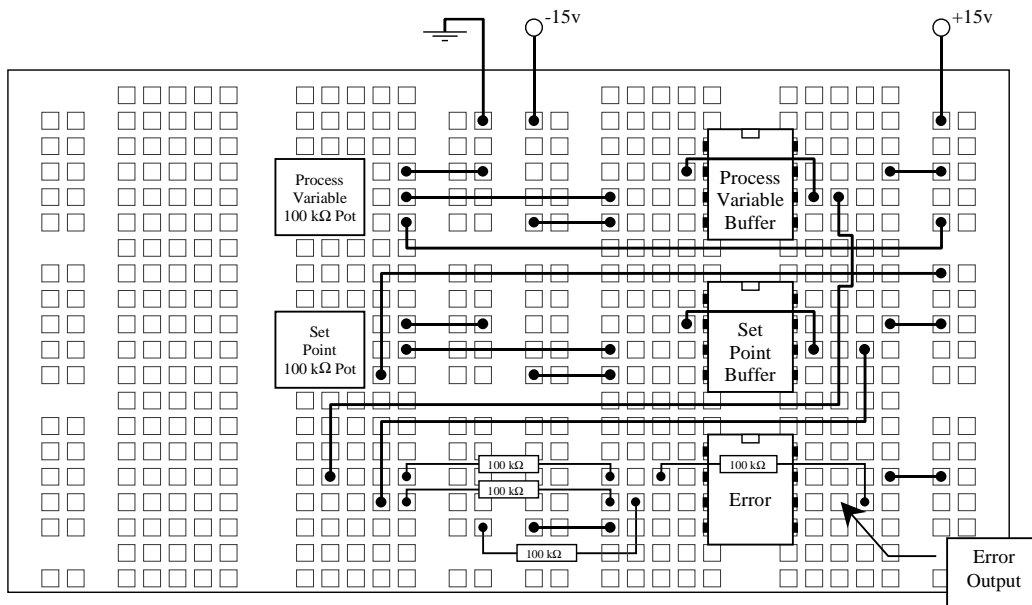 -15v
+15v
Process
Variable
100 kΩ Pot
Process
Variable
Buffer
Set
Point
100 kΩ Pot
Set
Point
Buffer
100 kΩ
100 kΩ
100 kΩ
Error
100 kΩ
Error
Output